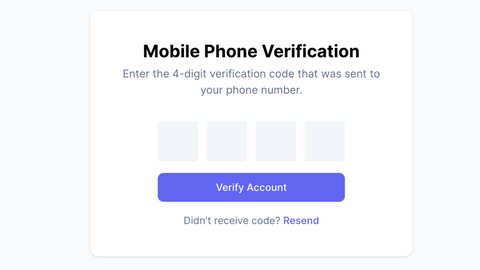 Mobile Phone Verification
Enter the 4-digit verification code that was sent to
your phone number.
Verify Account
Didn't receive code? Resend